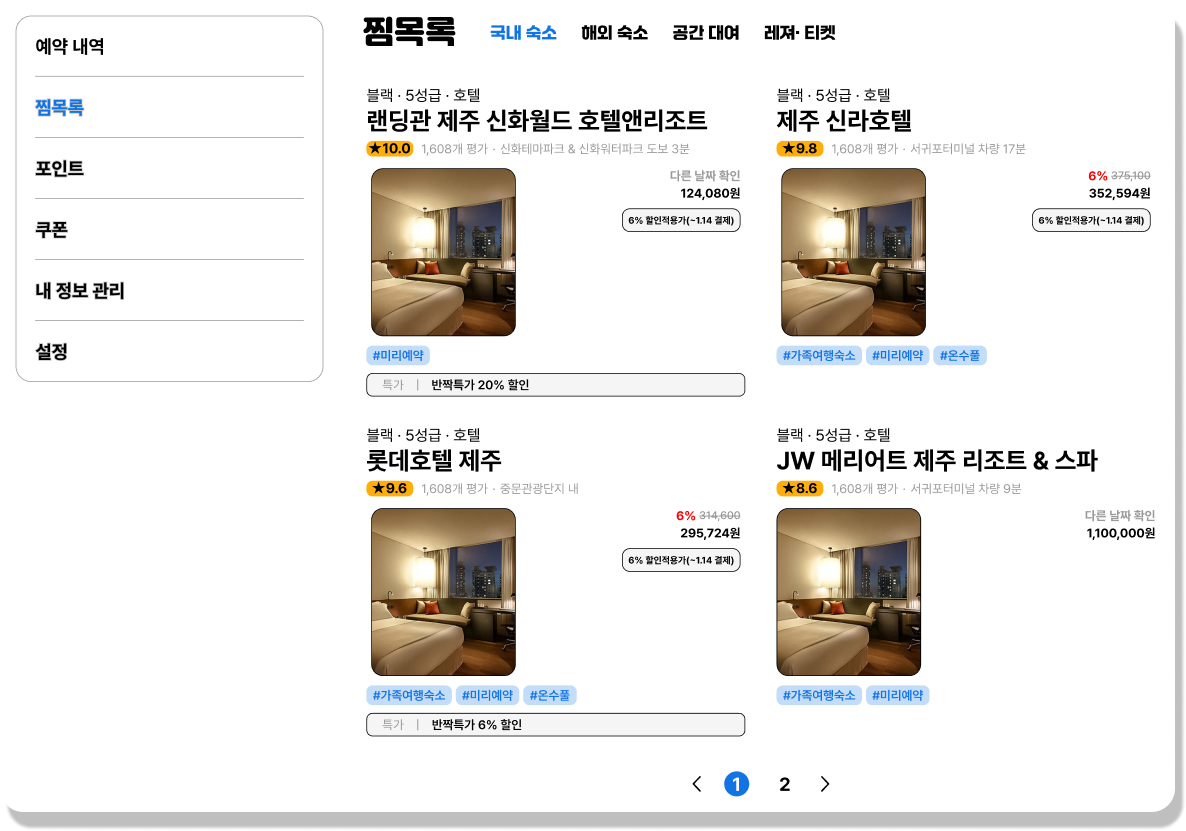 예약 내역
찜목록
포인트
쿠폰
내 정보 관리
설정
찜목록
국내 숙소 해외 숙소 공간 대여 레져· 티켓
블랙 · 5성급 · 호텔
랜딩관 제주 신화월드 호텔앤리조트
★10.0 1,608개 평가 · 신화테마파크 & 신화워터파크 도보 3분
다른 날짜 확인
124,080원
6% 할인적용가(~1.14 결제)
#미리예약
특가 | 반짝특가 20% 할인
블랙 · 5성급 · 호텔
제주 신라호텔
★9.8 1,608개 평가 · 서귀포터미널 차량 17분
6% 375,100
352,594원
6% 할인적용가(~1.14 결제)
#가족여행숙소 #미리예약 #온수풀
블랙 · 5성급 · 호텔
롯데호텔 제주
★9.6 1,608개 평가 · 중문관광단지 내
6% 314,600
295,724원
6% 할인적용가(~1.14 결제)
#가족여행숙소 #미리예약 #온수풀
특가 | 반짝특가 6% 할인
블랙 · 5성급 · 호텔
JW 메리어트 제주 리조트 & 스파
★8.6 1,608개 평가 · 서귀포터미널 차량 9분
다른 날짜 확인
1,100,000원
#가족여행숙소 #미리예약
1 2